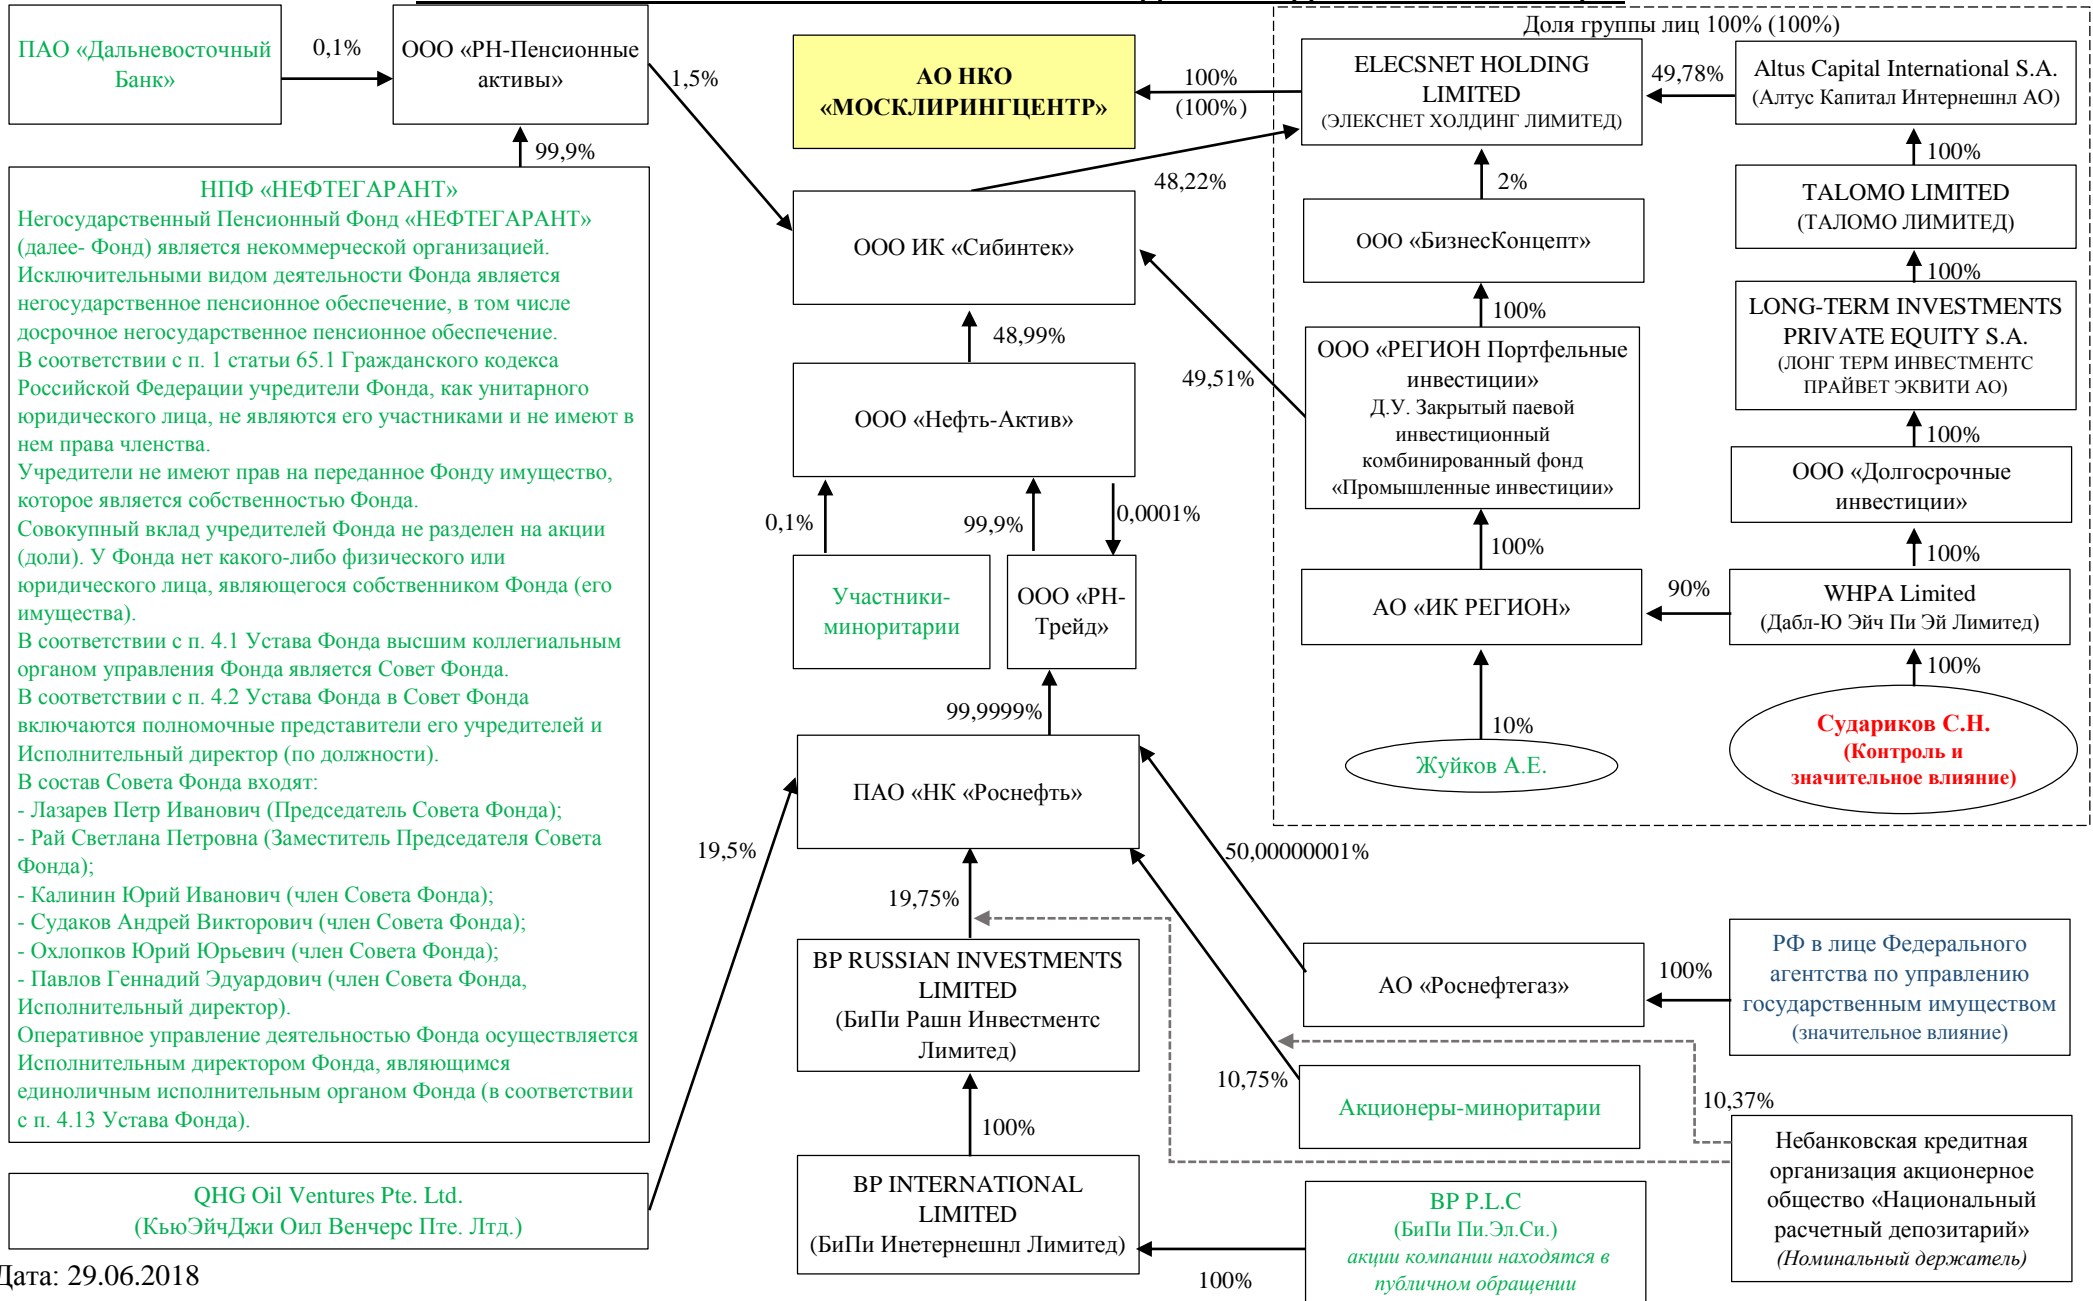 Доля группы лиц 100% (100%)
ПАО «Дальневосточный
Банк»
0,1%
ООО «РН-Пенсионные
активы»
1,5%
АО НКО
«МОСКЛИРИНГЦЕНТР»
100%
(100%)
ELECSNET HOLDING
LIMITED
(ЭЛЕКСНЕТ ХОЛДИНГ ЛИМИТЕД)
49,78%
Altus Capital International S.A.
(Алтус Капитал Интернешнл АО)
99,9%
48,22%
2%
100%
НПФ «НЕФТЕГАРАНТ»
Негосударственный Пенсионный Фонд «НЕФТЕГАРАНТ»
(далее- Фонд) является некоммерческой организацией.
Исключительными видом деятельности Фонда является
негосударственное пенсионное обеспечение, в том числе
досрочное негосударственное пенсионное обеспечение.
В соответствии с п. 1 статьи 65.1 Гражданского кодекса
Российской Федерации учредители Фонда, как унитарного
юридического лица, не являются его участниками и не имеют в
нем права членства.
Учредители не имеют прав на переданное Фонду имущество,
которое является собственностью Фонда.
Совокупный вклад учредителей Фонда не разделен на акции
(доли). У Фонда нет какого-либо физического или
юридического лица, являющегося собственником Фонда (его
имущества).
В соответствии с п. 4.1 Устава Фонда высшим коллегиальным
органом управления Фонда является Совет Фонда.
В соответствии с п. 4.2 Устава Фонда в Совет Фонда
включаются полномочные представители его учредителей и
Исполнительный директор (по должности).
В состав Совета Фонда входят:
- Лазарев Петр Иванович (Председатель Совета Фонда);
- Рай Светлана Петровна (Заместитель Председателя Совета
Фонда);
- Калинин Юрий Иванович (член Совета Фонда);
- Судаков Андрей Викторович (член Совета Фонда);
- Охлопков Юрий Юрьевич (член Совета Фонда);
- Павлов Геннадий Эдуардович (член Совета Фонда,
Исполнительный директор).
Оперативное управление деятельностью Фонда осуществляется
Исполнительным директором Фонда, являющимся
единоличным исполнительным органом Фонда (в соответствии
с п. 4.13 Устава Фонда).
ООО ИК «Сибинтек»
ООО «БизнесКонцепт»
TALOMO LIMITED
(ТАЛОМО ЛИМИТЕД)
100%
100%
LONG-TERM INVESTMENTS
PRIVATE EQUITY S.A.
(ЛОНГ ТЕРМ ИНВЕСТМЕНТС
ПРАЙВЕТ ЭКВИТИ АО)
48,99%
49,51%
ООО «РЕГИОН Портфельные
инвестиции»
Д.У. Закрытый паевой
инвестиционный
комбинированный фонд
«Промышленные инвестиции»
ООО «Нефть-Актив»
100%
ООО «Долгосрочные
инвестиции»
0,1%
99,9%
0,0001%
100%
100%
Участники-
миноритарии
ООО «РН-
Трейд»
АО «ИК РЕГИОН»
90%
WHPA Limited
(Дабл-Ю Эйч Пи Эй Лимитед)
99,9999%
10%
100%
Жуйков А.Е.
Судариков С.Н.
(Контроль и
значительное влияние)
ПАО «НК «Роснефть»
19,5%
19,75%
50,00000001%
10,75%
BP RUSSIAN INVESTMENTS
LIMITED
(БиПи Рашн Инвестментс
Лимитед)
АО «Роснефтегаз»
100%
РФ в лице Федерального
агентства по управлению
государственным имуществом
(значительное влияние)
Акционеры-миноритарии
10,37%
100%
Небанковская кредитная
организация акционерное
общество «Национальный
расчетный депозитарий»
(Номинальный держатель)
QHG Oil Ventures Pte. Ltd.
(КьюЭйчДжи Оил Венчерс Пте. Лтд.)
BP INTERNATIONAL
LIMITED
(БиПи Инетернешнл Лимитед)
100%
BP P.L.C
(БиПи Пи.Эл.Си.)
акции компании находятся в
публичном обращении
Дата: 29.06.2018